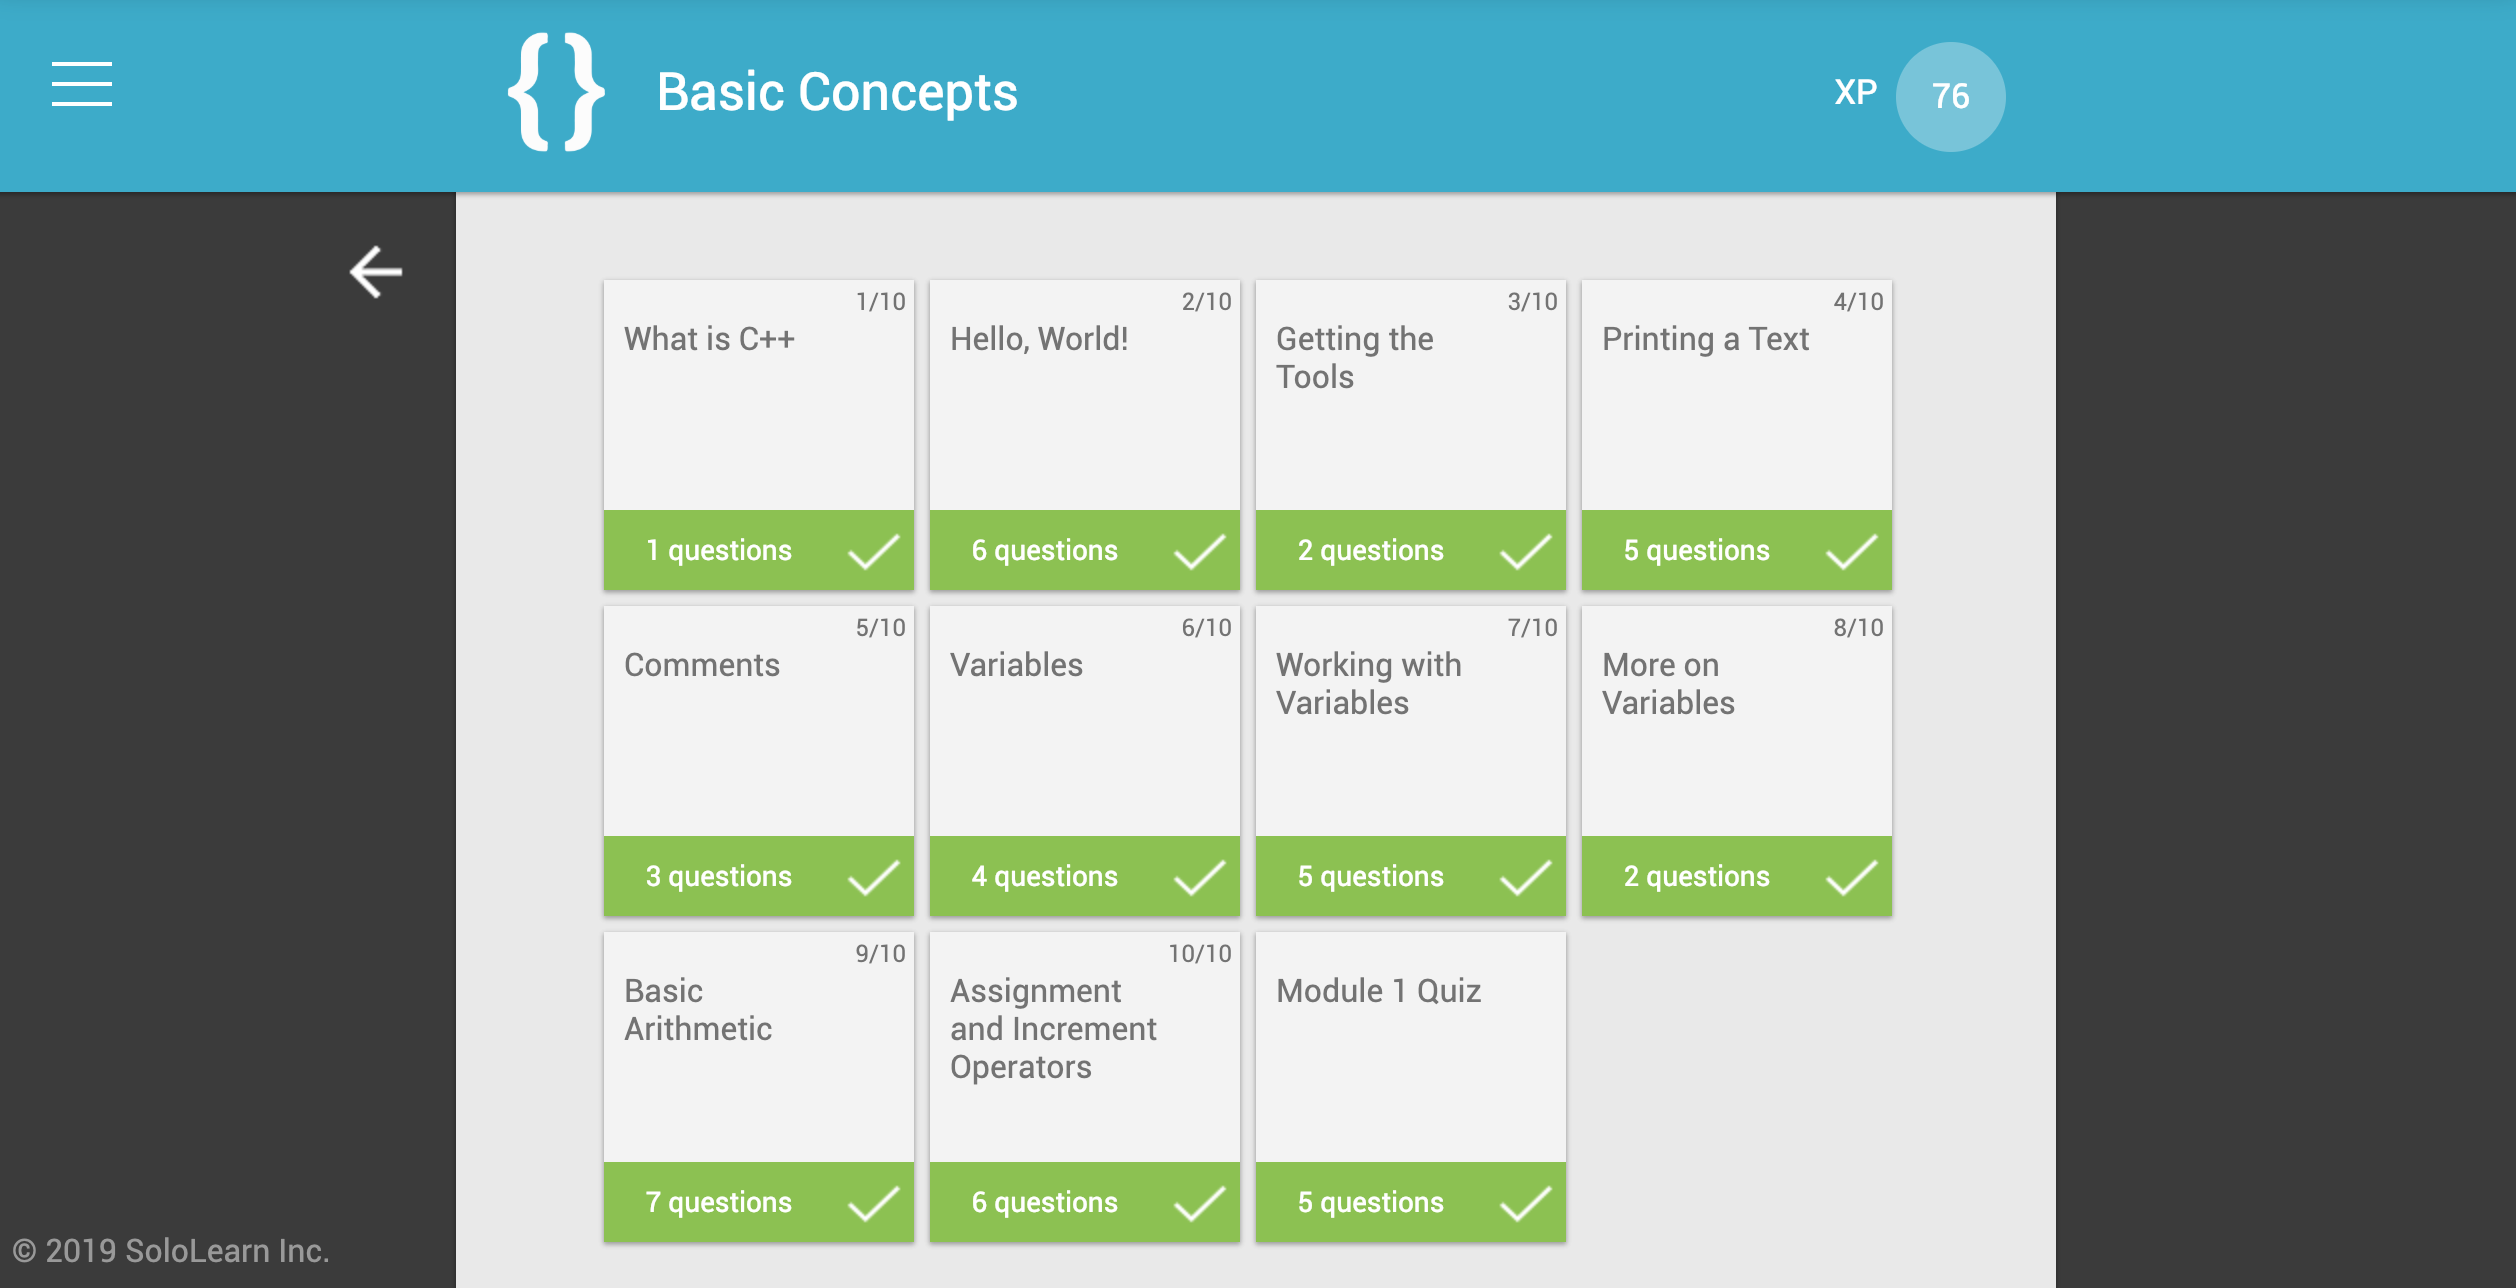 {} Basic Concepts
XP 76
1/10
What is C++
1 questions
2/10
Hello, World!
6 questions
3/10
Getting the
Tools
2 questions
4/10
Printing a Text
5 questions
5/10
Comments
3 questions
6/10
Variables
4 questions
7/10
Working with
Variables
5 questions
8/10
More on
Variables
2 questions
9/10
Basic
Arithmetic
7 questions
10/10
Assignment
and Increment
Operators
6 questions
Module 1 Quiz
5 questions
© 2019 SoloLearn Inc.